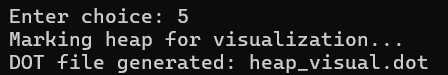 Enter choice: 5
Marking heap for visualization...
DOT file generated: heap_visual.dot